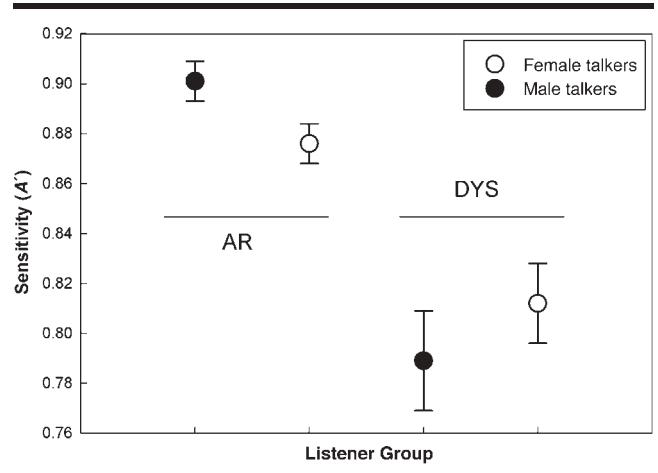 0.92
0.90
0.88
0.86
0.84
0.82
0.80
0.78
0.76
Sensitivity (A´)
Female talkers
Male talkers
AR
DYS
Listener Group